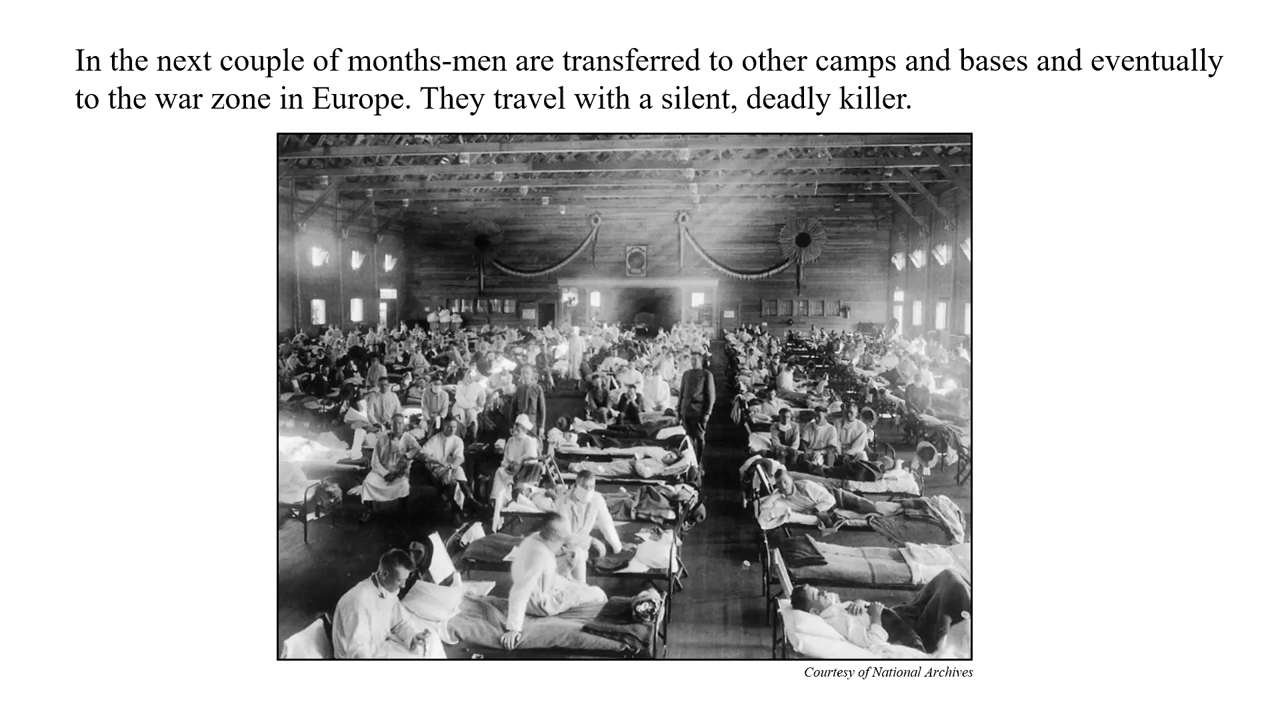 In the next couple of months-men are transferred to other camps and bases and eventually
to the war zone in Europe. They travel with a silent, deadly killer.
Courtesy of National Archives